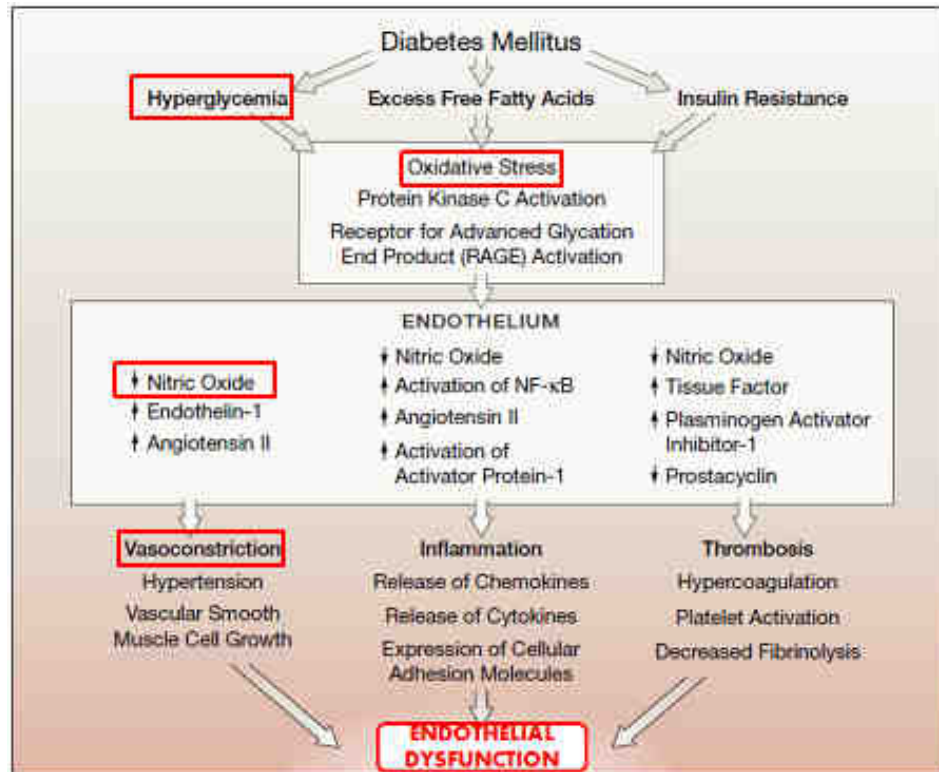 Diabetes Mellitus
Hyperglycemia
Excess Free Fatty Acids
Insulin Resistance
Oxidative Stress
Protein Kinase C Activation
Receptor for Advanced Glycation
End Product (RAGE) Activation
ENDOTHELIUM
↑ Nitric Oxide
↑ Endothelin-1
↑ Angiotensin II
↓ Nitric Oxide
↑ Activation of NF-κB
↑ Angiotensin II
↑ Activation of
Activator Protein-1
↓ Nitric Oxide
↑ Tissue Factor
↑ Plasminogen Activator
Inhibitor-1
↓ Prostacyclin
Vasoconstriction
Hypertension
Vascular Smooth
Muscle Cell Growth
Inflammation
Release of Chemokines
Release of Cytokines
Expression of Cellular
Adhesion Molecules
Thrombosis
Hypercoagulation
Platelet Activation
Decreased Fibrinolysis
ENDOTHELIAL
DYSFUNCTION